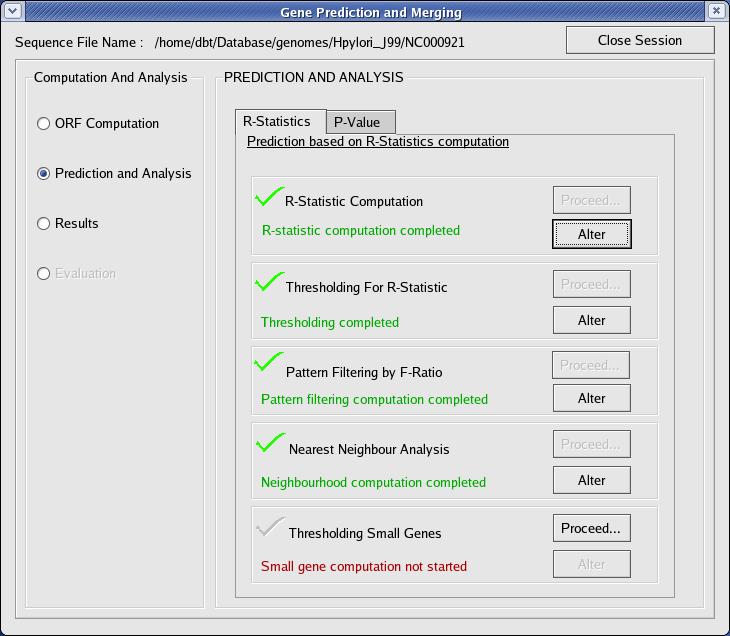 Gene Prediction and Merging
Sequence File Name : /home/dbt/Database/genomes/Hpylori_J99/NC000921
Close Session
Computation And Analysis
ORF Computation
Prediction and Analysis
Results
Evaluation
PREDICTION AND ANALYSIS
R-Statistics
P-Value
Prediction based on R-Statistics computation
R-Statistic Computation
Proceed...
R-statistic computation completed
Alter
Thresholding For R-Statistic
Proceed...
Thresholding completed
Alter
Pattern Filtering by F-Ratio
Proceed...
Pattern filtering computation completed
Alter
Nearest Neighbour Analysis
Proceed...
Neighbourhood computation completed
Alter
Thresholding Small Genes
Proceed...
Small gene computation not started
Alter